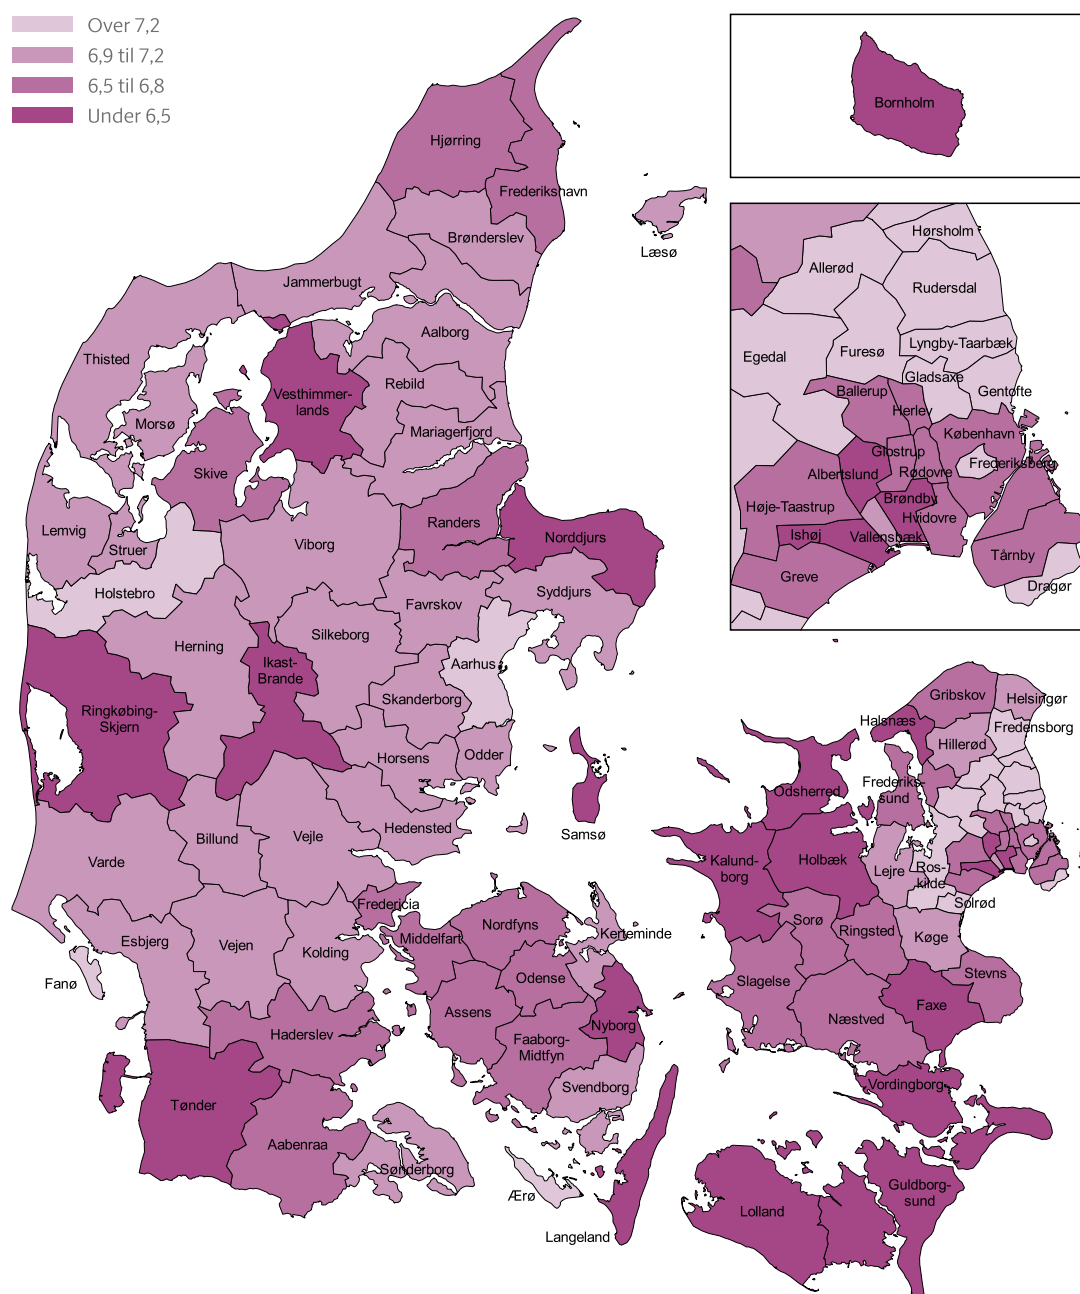 Over 7,2
6,9 til 7,2
6,5 til 6,8
Under 6,5
Bornholm
Hjørring
Frederikshavn
Brønderslev
Læsø
Jammerbugt
Aalborg
Thisted
Rebild
Vesthimmer-
lands
Morsø
Mariagerfjord
Skive
Lemvig
Struer
Viborg
Randers
Norddjurs
Holstebro
Favrskov
Syddjurs
Herning
Silkeborg
Ikast-
Brande
Aarhus
Skanderborg
Ringkøbing-
Skjern
Horsens
Odder
Hedensted
Samsø
Billund
Vejle
Varde
Fredericia
Esbjerg
Vejen
Kolding
Fanø
Haderslev
Tønder
Aabenraa
Sønderborg
Middelfart
Nordfyns
Kerteminde
Odense
Assens
Nyborg
Faaborg-
Midtfyn
Svendborg
Ærø
Langeland
Hørsholm
Allerød
Rudersdal
Egedal
Furesø
Lyngby-Taarbæk
Gladsaxe
Gentofte
Ballerup
Herlev
København
Glostrup
Frederiksberg
Albertslund
Rødovre
Brøndby
Høje-Taastrup
Hvidovre
Ishøj
Vallensbæk
Tårnby
Greve
Dragør
Gribskov
Helsingør
Halsnæs
Fredensborg
Hillerød
Frederiks-
sund
Odsherred
Kalund-
borg
Holbæk
Lejre
Ros-
kilde
Solrød
Sorø
Ringsted
Køge
Slagelse
Stevns
Næstved
Faxe
Vordingborg
Guldborg-
sund
Lolland